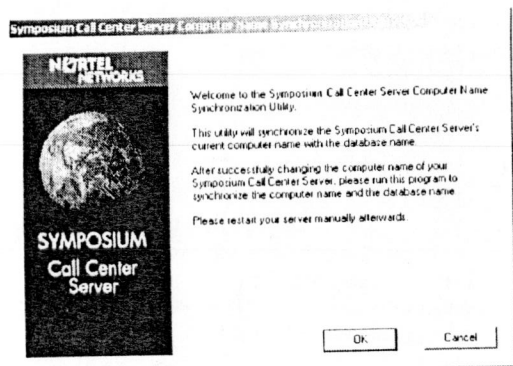 Symposium Call Center Server Computer Name Synchronization
NORTEL
NETWORKS
SYMPOSIUM
Call Center
Server
Welcome to the Symposium Call Center Server Computer Name
Synchronization Utility.
This utility will synchronize the Symposium Call Center Server's
current computer name with the database name.
After successfully changing the computer name of your
Symposium Call Center Server, please run this program to
synchronize the computer name and the database name.
Please restart your server manually afterwards.
OK
Cancel